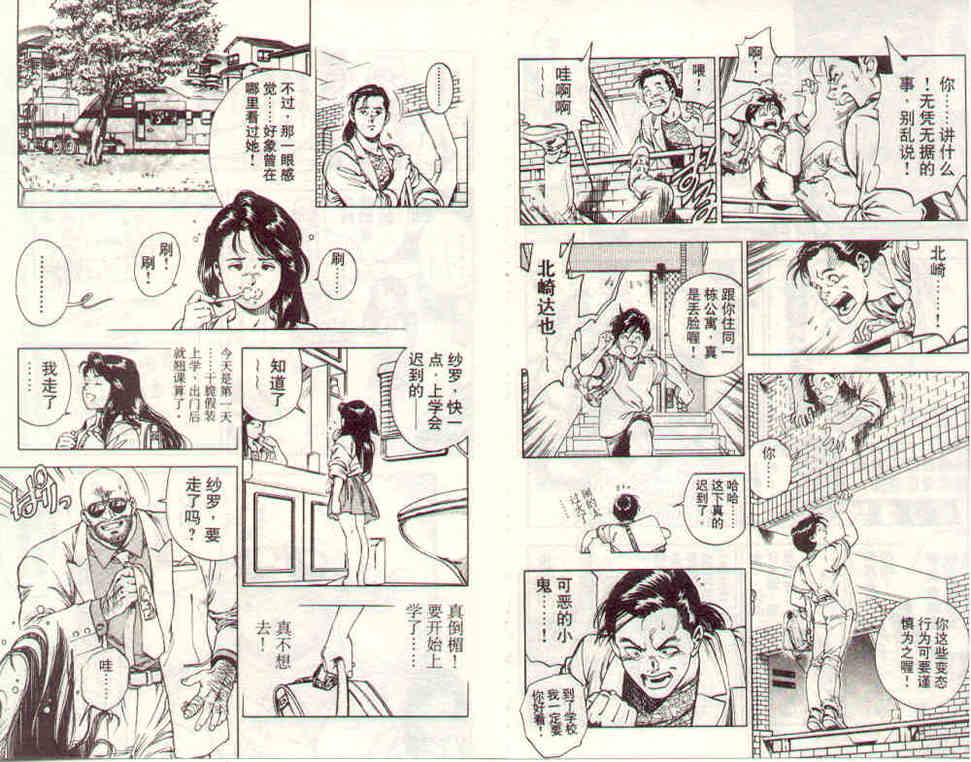 你……讲什么
！无凭无据的
事，别乱说！
啊！
喂！
哇啊啊
～～
北崎……！
跟你住同一
栋公寓，真
是丢脸喔！
北崎达也～
你……
你这些变态
行为可要谨
慎为之喔！
哈哈……
这下真的
迟到了。
可恶的小
鬼……！
到了学校
我一定要
你好看！
………
不过，那一眼感
觉……好象曾在
哪里看过她！
刷……
刷！
刷！
…………
纱罗，快一
点，上学会
迟到的──
知道了
～～
真倒楣！
要开始上
学了……
真不想
去！
今天是第一天
……干脆假装
上学，出门后
就翘课算了。
我走了
……
纱罗，要
走了吗？
哇……